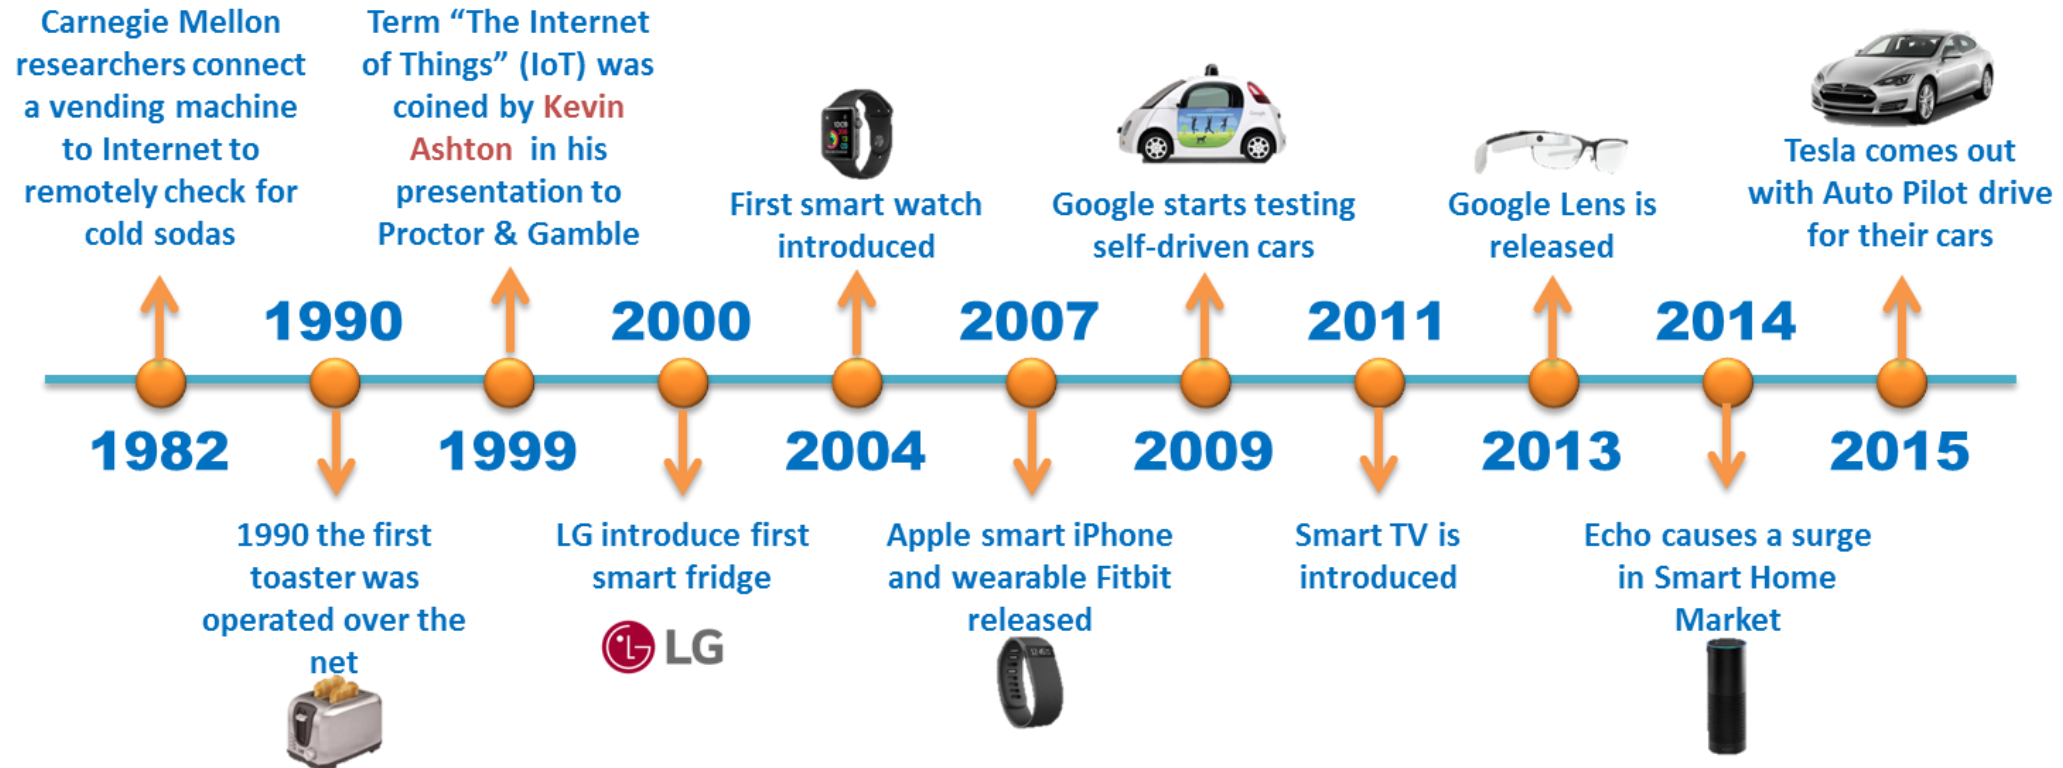 Carnegie Mellon
researchers connect
a vending machine
to Internet to
remotely check for
cold sodas
Term “The Internet
of Things” (IoT) was
coined by Kevin
Ashton in his
presentation to
Proctor & Gamble
First smart watch
introduced
Google starts testing
self-driven cars
Google Lens is
released
Tesla comes out
with Auto Pilot drive
for their cars
1990
2000
2007
2011
2014
1982
1999
2004
2009
2013
2015
1990 the first
toaster was
operated over the
net
LG introduce first
smart fridge
LG
Apple smart iPhone
and wearable Fitbit
released
Smart TV is
introduced
Echo causes a surge
in Smart Home
Market